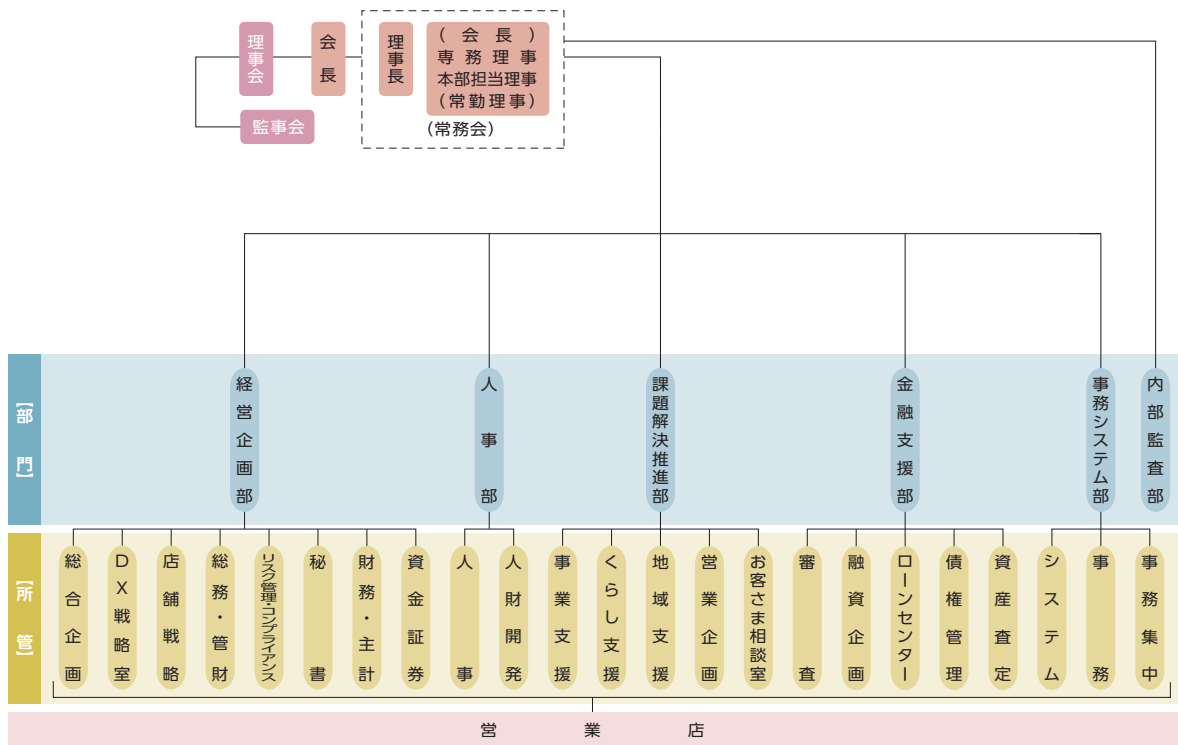 理事会
会長
理事長
(会長)
専務理事
本部担当理事
(常勤理事)
(常務会)
監事会
【部門】
経営企画部
人事部
課題解決推進部
金融支援部
事務システム部
内部監査部
【所管】
総合企画
DX戦略室
店舗戦略
総務・管財
リスク管理・コンプライアンス
秘書
財務・主計
資金証券
人事
人財開発
事業支援
くらし支援
地域支援
営業企画
お客さま相談室
審査
融資企画
ローンセンター
債権管理
資産査定
システム
事務
事務集中
営業店